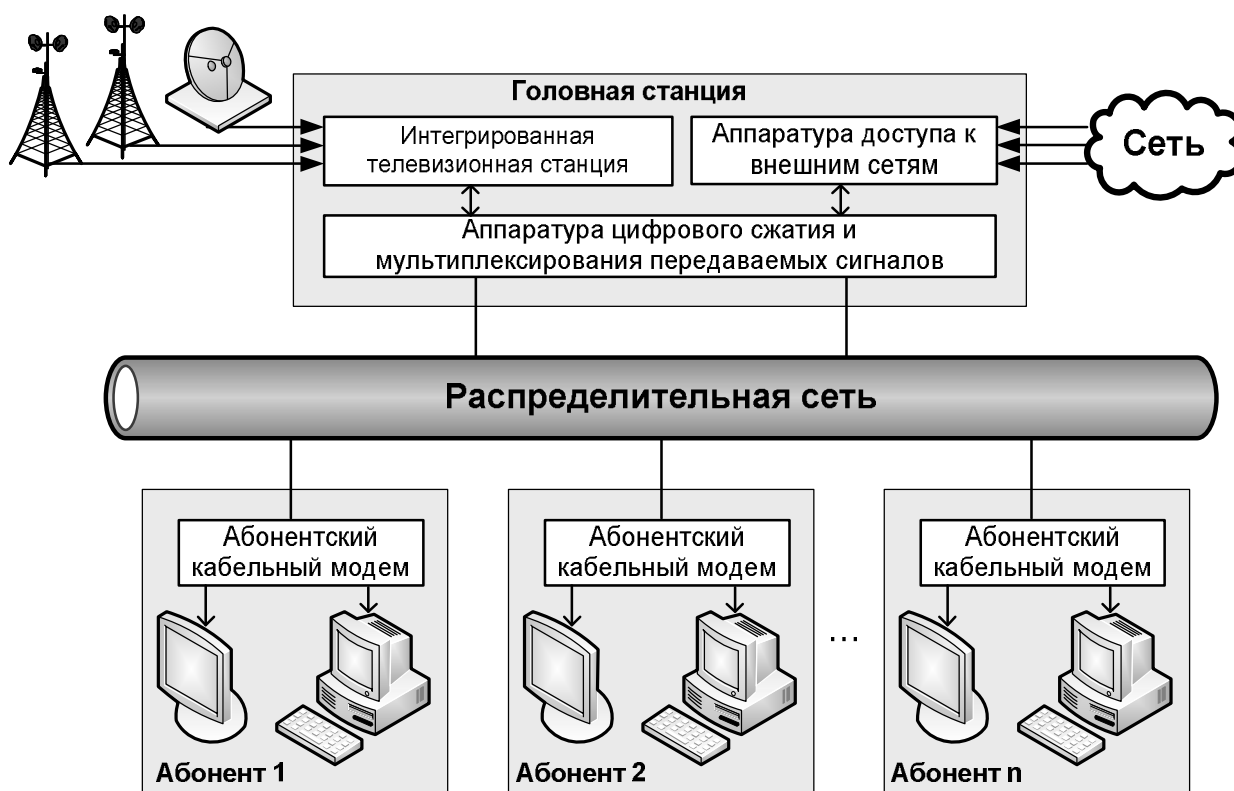 Головная станция
Интегрированная
телевизионная станция
Аппаратура доступа к
внешним сетям
Сеть
Аппаратура цифрового сжатия и
мультиплексирования передаваемых сигналов
Распределительная сеть
Абонентский
кабельный модем
Абонент 1
Абонентский
кабельный модем
Абонент 2
...
Абонентский
кабельный модем
Абонент n